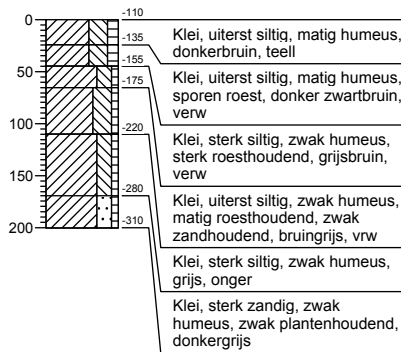 0
50
100
150
200
-110
-135
-155
-175
-220
-280
-310
Klei, uiterst siltig, matig humeus,
donkerbruin, teell
Klei, uiterst siltig, matig humeus,
sporen roest, donker zwartbruin,
verw
Klei, sterk siltig, zwak humeus,
sterk roesthoudend, grijsbruin,
verw
Klei, uiterst siltig, zwak humeus,
matig roesthoudend, zwak
zandhoudend, bruingrijs, vrw
Klei, sterk siltig, zwak humeus,
grijs, onger
Klei, sterk zandig, zwak
humeus, zwak plantenhoudend,
donkergrijs